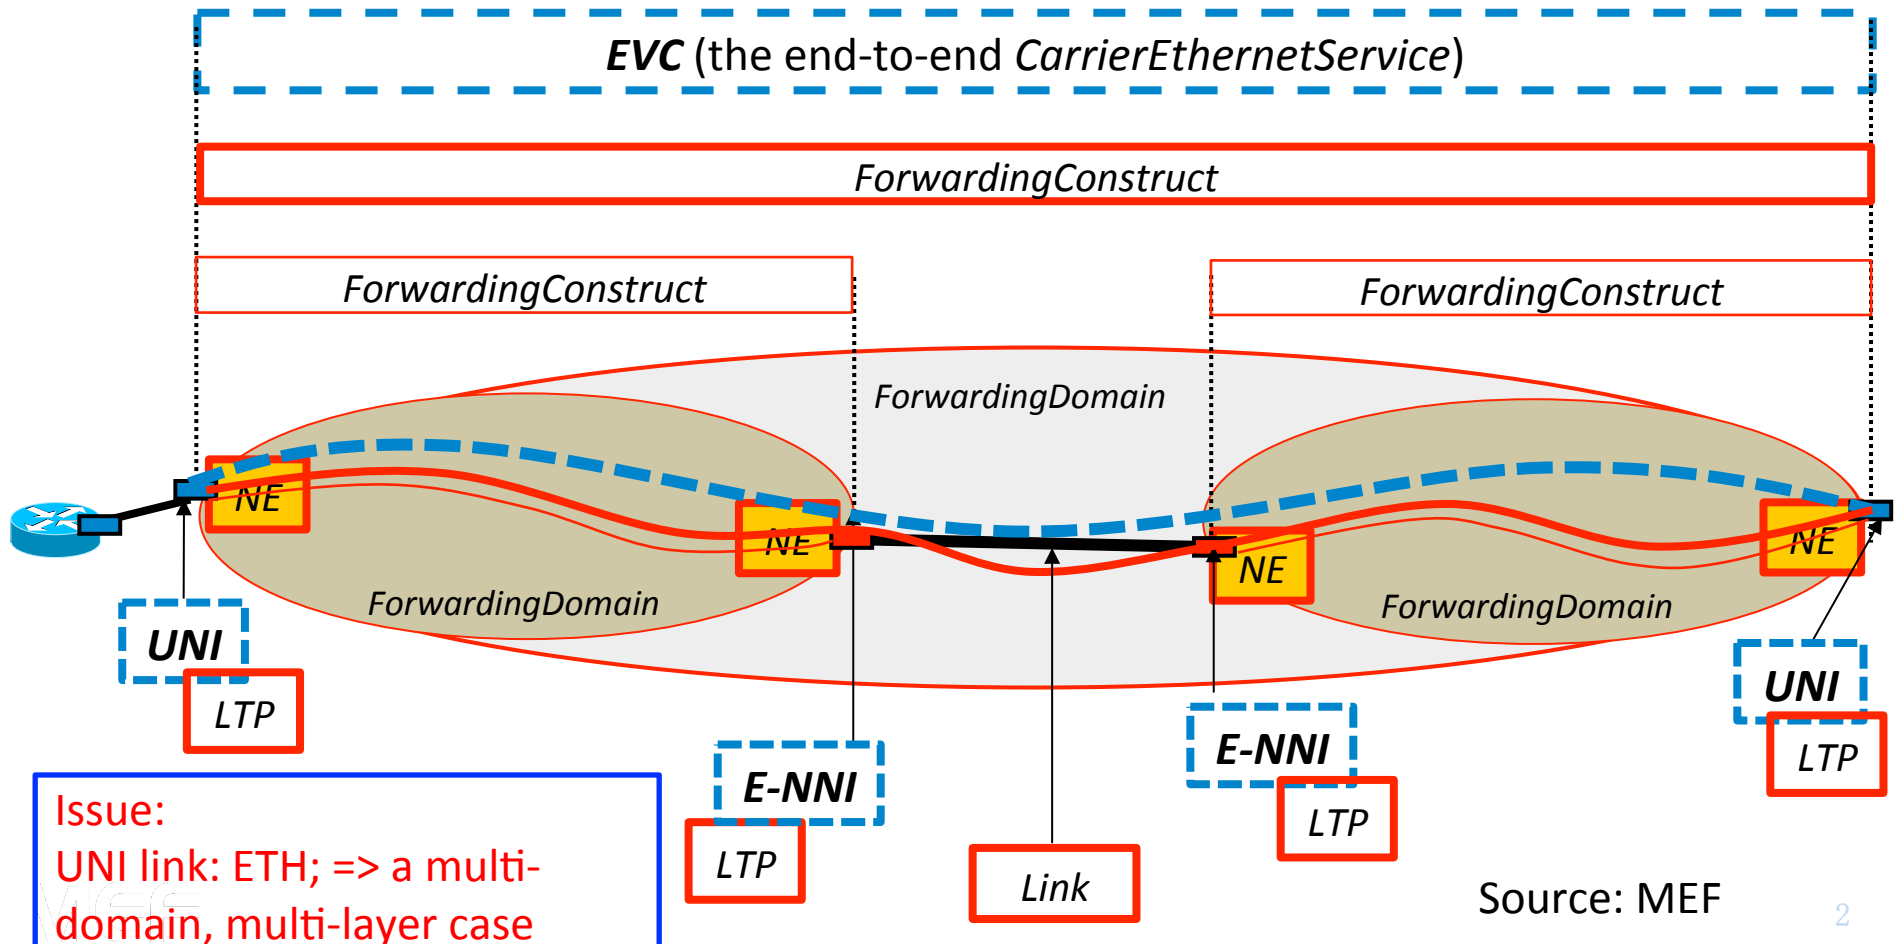 EVC (the end-to-end CarrierEthernetService)
ForwardingConstruct
ForwardingConstruct
ForwardingConstruct
ForwardingDomain
NE
NE
NE
NE
ForwardingDomain
ForwardingDomain
UNI
LTP
E-NNI
LTP
Link
E-NNI
LTP
UNI
LTP
Issue:
UNI link: ETH; => a multi-
domain, multi-layer case
MEF
Source: MEF
2